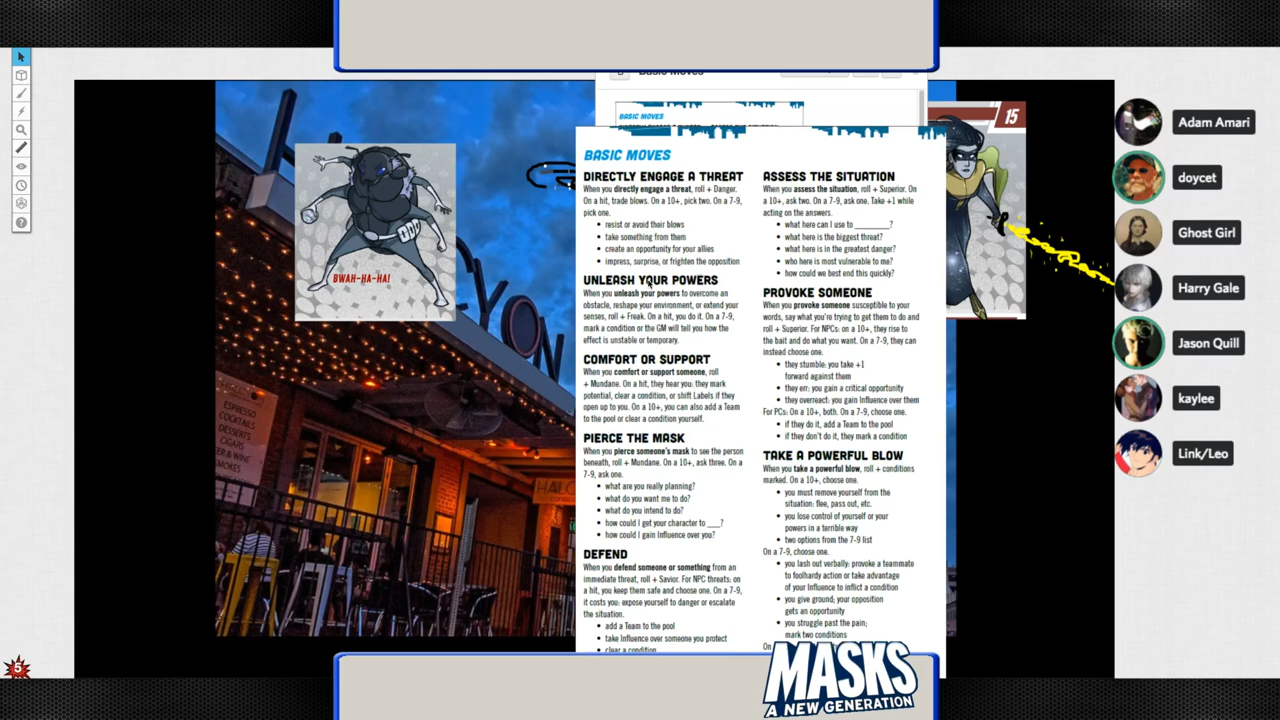 Basic Moves
BASIC MOVES
15
BASIC MOVES
DIRECTLY ENGAGE A THREAT
When you directly engage a threat, roll + Danger.
On a hit, trade blows. On a 10+, pick two. On a 7-9,
pick one.
• resist or avoid their blows
• take something from them
• create an opportunity for your allies
• impress, surprise, or frighten the opposition
UNLEASH YOUR POWERS
When you unleash your powers to overcome an
obstacle, reshape your environment, or extend your
senses, roll + Freak. On a hit, you do it. On a 7-9,
mark a condition or the GM will tell you how the
effect is unstable or temporary.
COMFORT OR SUPPORT
When you comfort or support someone, roll
+ Mundane. On a hit, they hear you: they mark
potential, clear a condition, or shift Labels if they
open up to you. On a 10+, you can also add a Team
to the pool or clear a condition yourself.
PIERCE THE MASK
When you pierce someone's mask to see the person
beneath, roll + Mundane. On a 10+, ask three. On a
7-9, ask one.
• what are you really planning?
• what do you want me to do?
• what do you intend to do?
• how could I get your character to ___?
• how could I gain Influence over you?
DEFEND
When you defend someone or something from an
immediate threat, roll + Savior. For NPC threats: on
a hit, you keep them safe and choose one. On a 7-9,
it costs you: expose yourself to danger or escalate
the situation.
• add a Team to the pool
• take Influence over someone you protect
• clear a condition
ASSESS THE SITUATION
When you assess the situation, roll + Superior. On
a 10+, ask two. On a 7-9, ask one. Take +1 while
acting on the answers.
• what here can I use to ________?
• what here is the biggest threat?
• what here is in the greatest danger?
• who here is most vulnerable to me?
• how could we best end this quickly?
PROVOKE SOMEONE
When you provoke someone susceptible to your
words, say what you're trying to get them to do and
roll + Superior. For NPCs: on a 10+, they rise to
the bait and do what you want. On a 7-9, they can
instead choose one.
• they stumble: you take +1
forward against them
• they err: you gain a critical opportunity
• they overreact: you gain Influence over them
For PCs: On a 10+, both. On a 7-9, choose one.
• if they do it, add a Team to the pool
• if they don't do it, they mark a condition
TAKE A POWERFUL BLOW
When you take a powerful blow, roll + conditions
marked. On a 10+, choose one.
• you must remove yourself from the
situation: flee, pass out, etc.
• you lose control of yourself or your
powers in a terrible way
• two options from the 7-9 list
On a 7-9, choose one.
• you lash out verbally: provoke a teammate
to foolhardy action or take advantage
of your Influence to inflict a condition
• you give ground; your opposition
gets an opportunity
• you struggle past the pain;
mark two conditions
On
BWAH-HA-HA!
ESPRESSO
COCKTAILS
DESSERTS
CIGARS
BEER & WINE
SMOKES
Adam Amari
doycet
Ghost Girl
Harry Gale
Jason Quill
kaylee
Link/Leo
5
MASKS
A NEW GENERATION